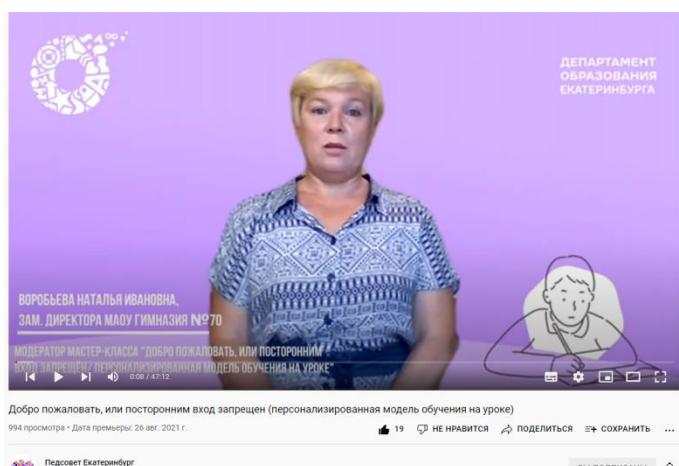 ДЕПАРТАМЕНТ
ОБРАЗОВАНИЯ
ЕКАТЕРИНБУРГА
ВОРОБЬЕВА НАТАЛЬЯ ИВАНОВНА,
ЗАМ. ДИРЕКТОРА МАОУ ГИМНАЗИЯ №70
МОДЕРАТОР МАСТЕР-КЛАССА "ДОБРО ПОЖАЛОВАТЬ, ИЛИ ПОСТОРОННИМ
ВХОД ЗАПРЕЩЕН/ ПЕРСОНАЛИЗИРОВАННАЯ МОДЕЛЬ ОБУЧЕНИЯ НА УРОКЕ"
0:08 / 47:12
Добро пожаловать, или посторонним вход запрещен (персонализированная модель обучения на уроке)
994 просмотра • Дата премьеры: 26 авг. 2021 г.
19 НЕ НРАВИТСЯ ПОДЕЛИТЬСЯ СОХРАНИТЬ ...
Педсовет Екатеринбург